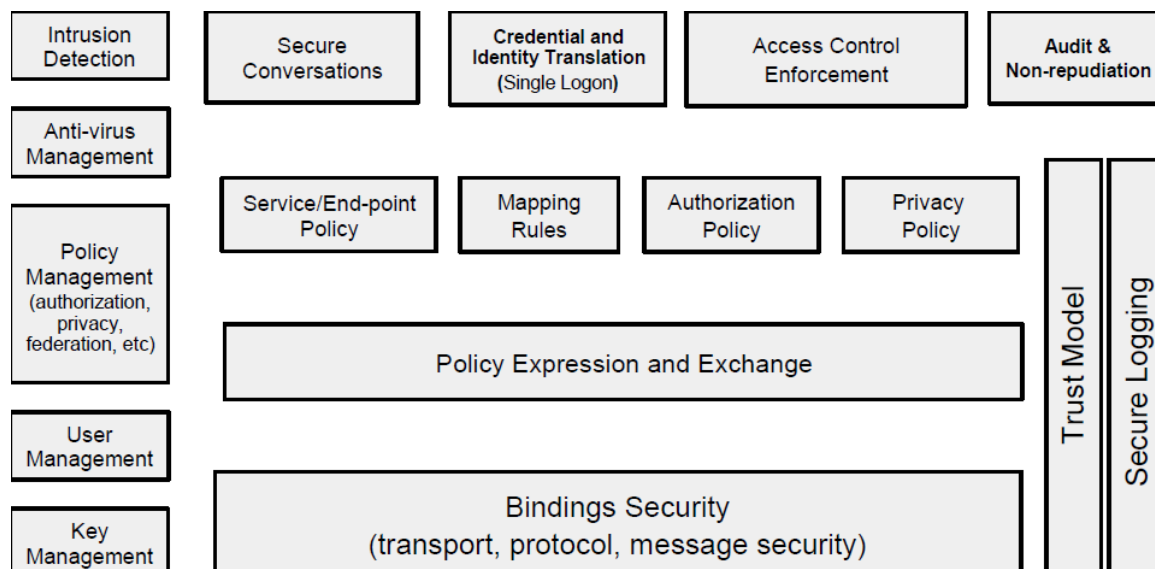 Intrusion
Detection
Secure
Conversations
Credential and
Identity Translation
(Single Logon)
Access Control
Enforcement
Audit &
Non-repudiation
Anti-virus
Management
Service/End-point
Policy
Mapping
Rules
Authorization
Policy
Privacy
Policy
Policy
Management
(authorization,
privacy,
federation, etc)
Policy Expression and Exchange
Trust Model
Secure Logging
User
Management
Bindings Security
(transport, protocol, message security)
Key
Management